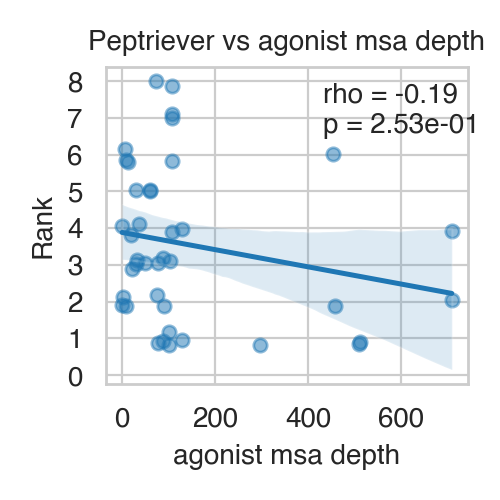 Peptriever vs agonist msa depth
rho = -0.19
p = 2.53e-01
8
7
6
5
4
3
2
1
0
Rank
0 200 400 600
agonist msa depth